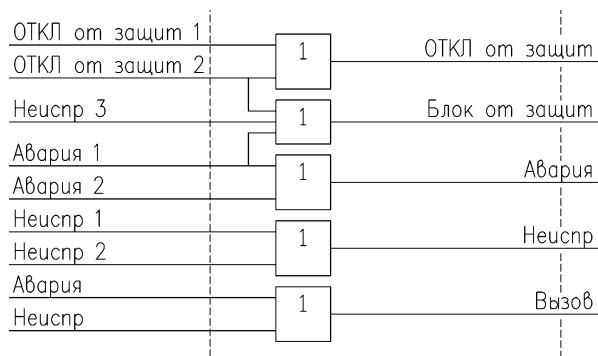 ОТКЛ от защит 1
ОТКЛ от защит 2
1
ОТКЛ от защит
Неиспр 3
1
Блок от защит
Авария 1
Авария 2
1
Авария
Неиспр 1
Неиспр 2
1
Неиспр
Авария
Неиспр
1
Вызов